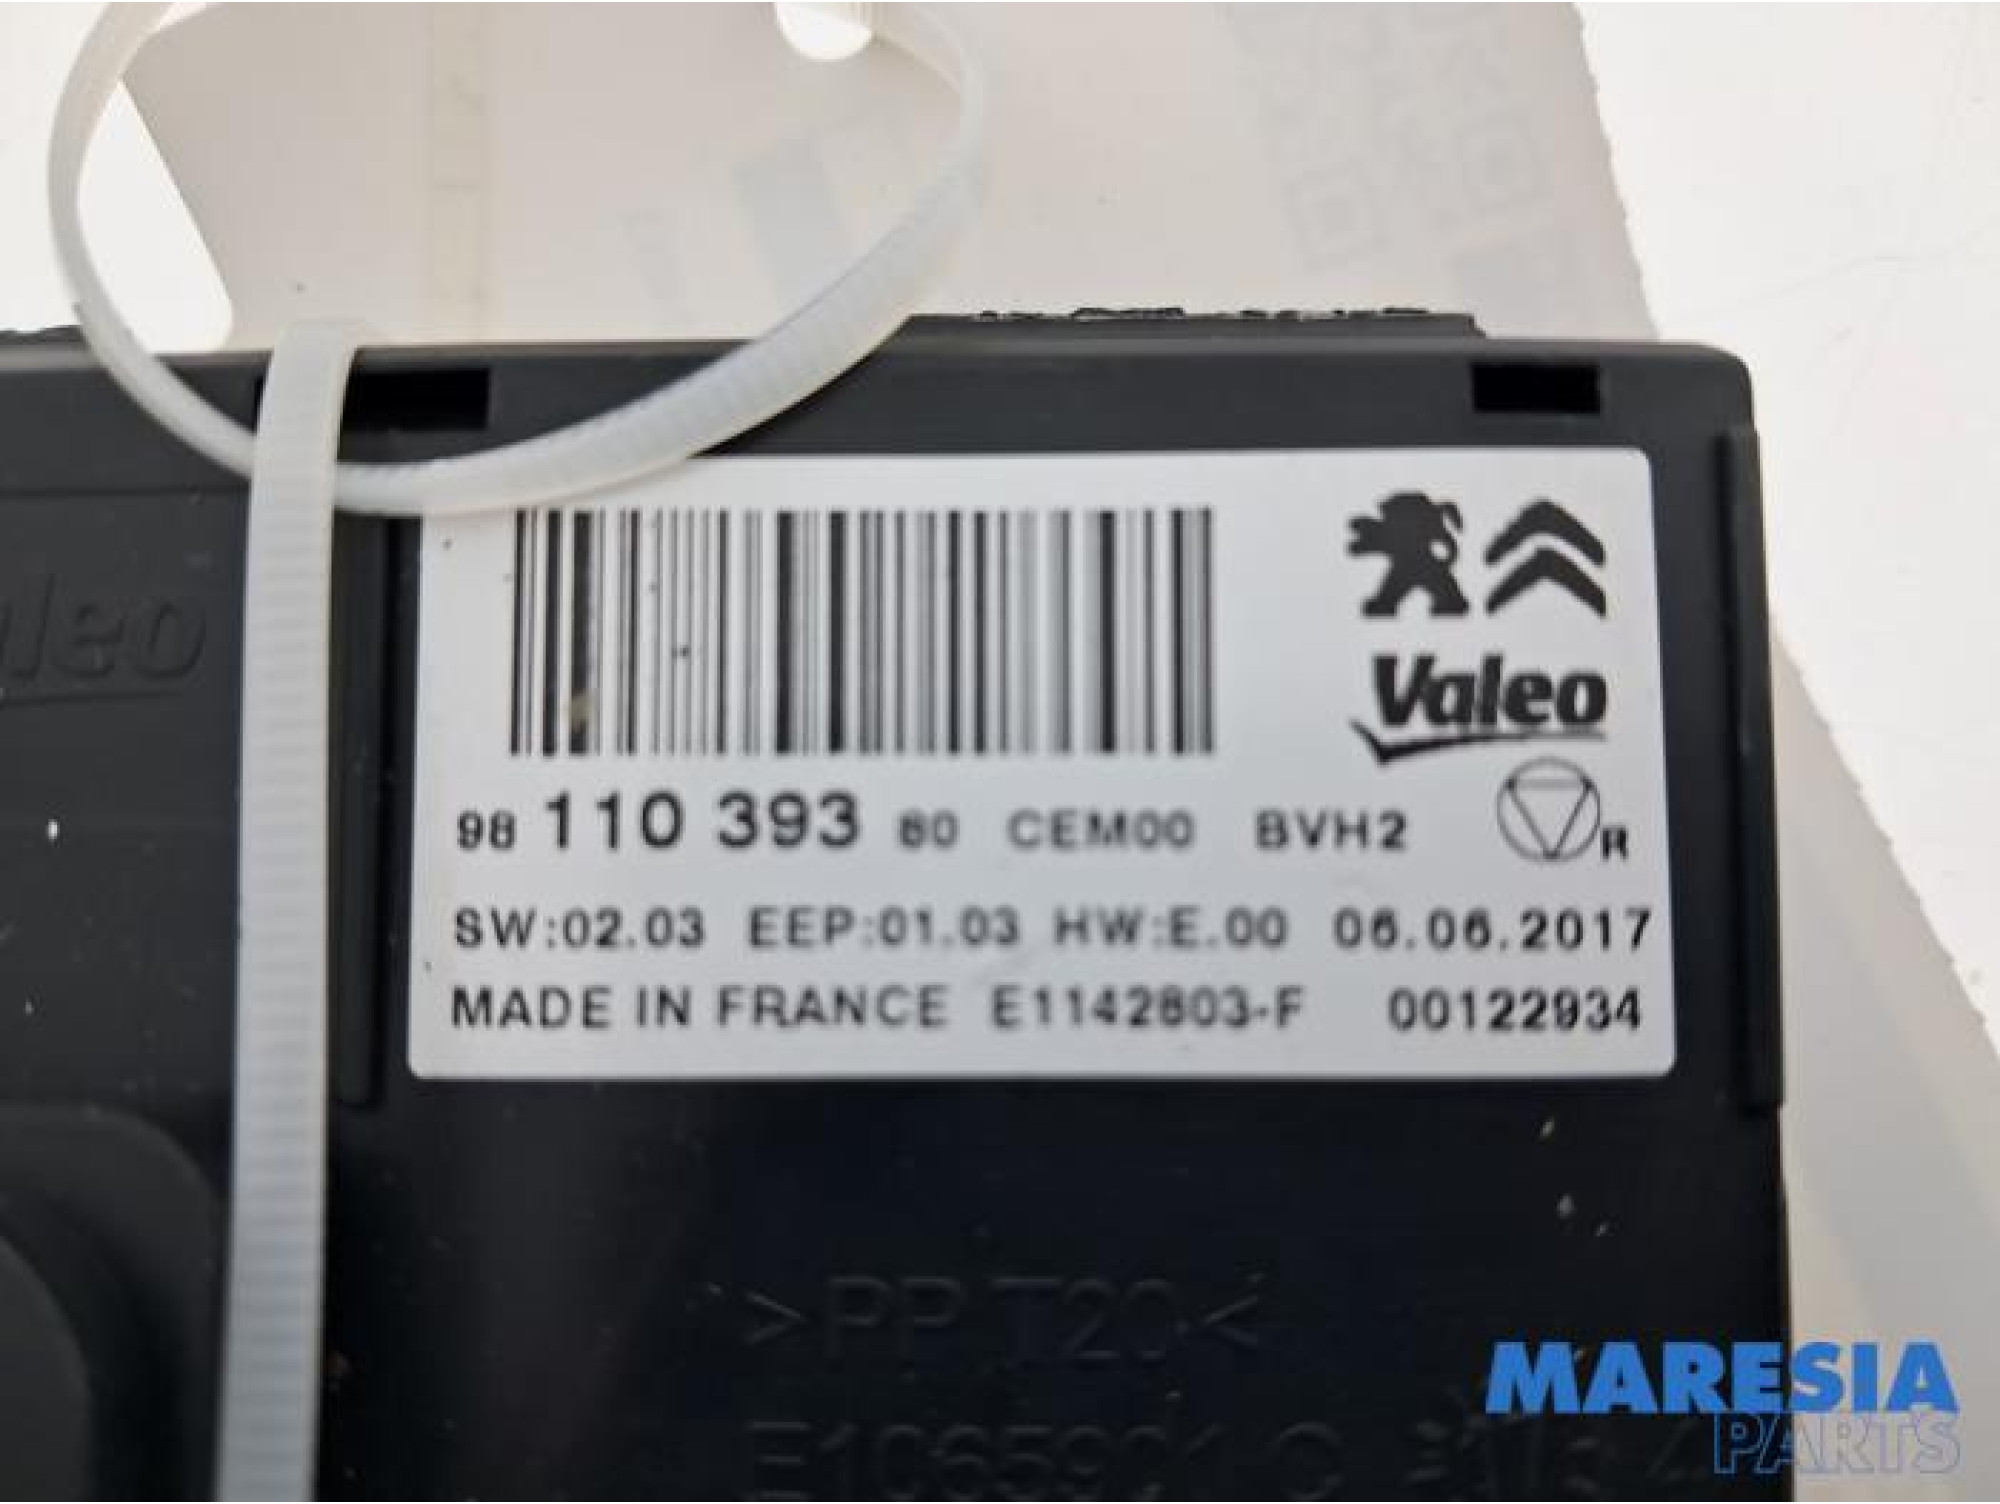 Valeo
98 110 393 80 CEM00 BVH2
R
SW:02.03 EEP:01.03 HW:E.00 06.06.2017
MADE IN FRANCE E1142803-F 00122934
>PP T20<
MARESIA
PARTS